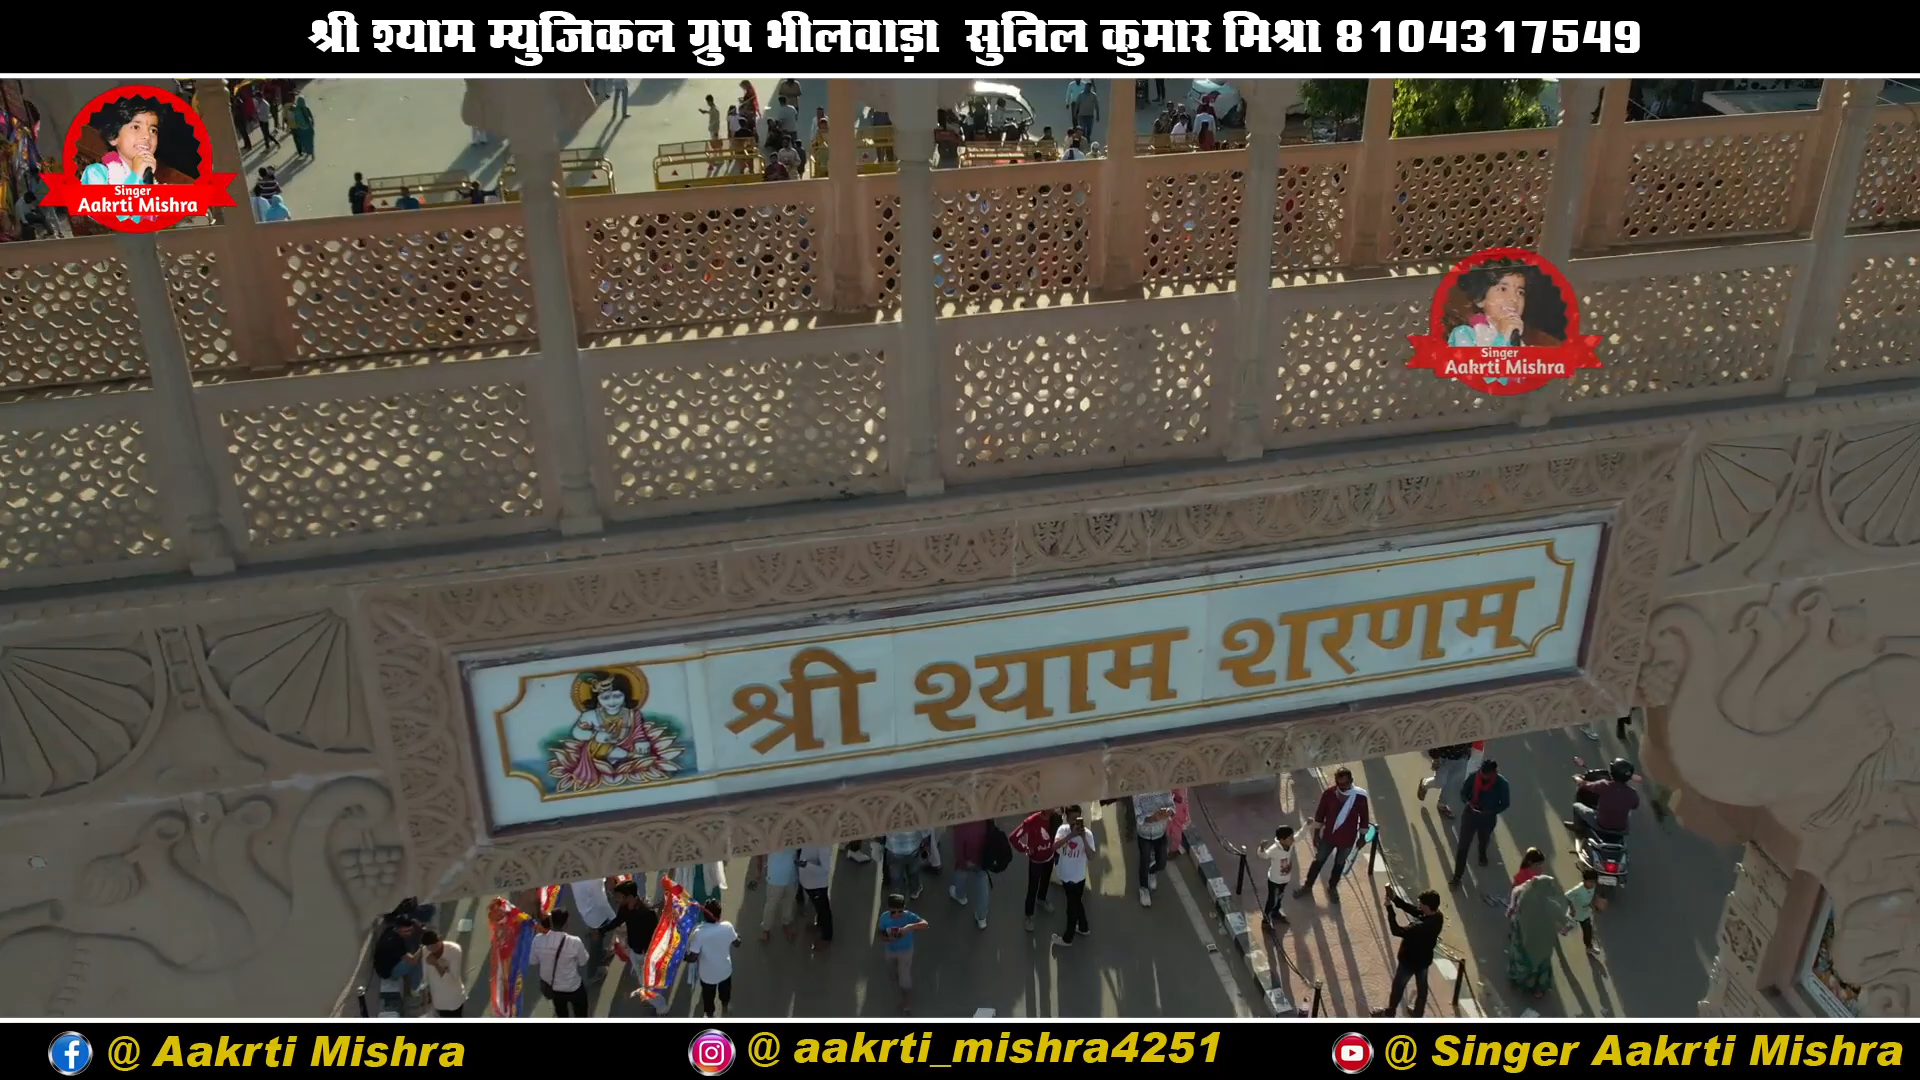 श्री श्याम म्युजिकल ग्रुप भीलवाड़ा सुनिल कुमार मिश्रा 8104317549
Singer
Aakrti Mishra
Singer
Aakrti Mishra
श्री श्याम शरणम्
@ Aakrti Mishra
@ aakrti_mishra4251
@ Singer Aakrti Mishra